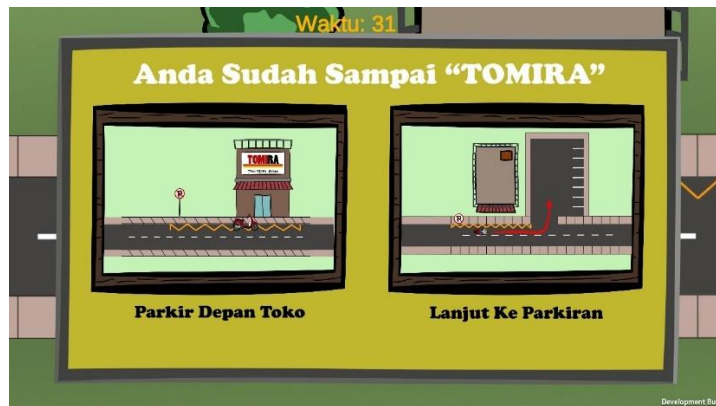 Waktu: 31
Anda Sudah Sampai “TOMIRA”
TOMIRA
Parkir Depan Toko
Lanjut Ke Parkiran